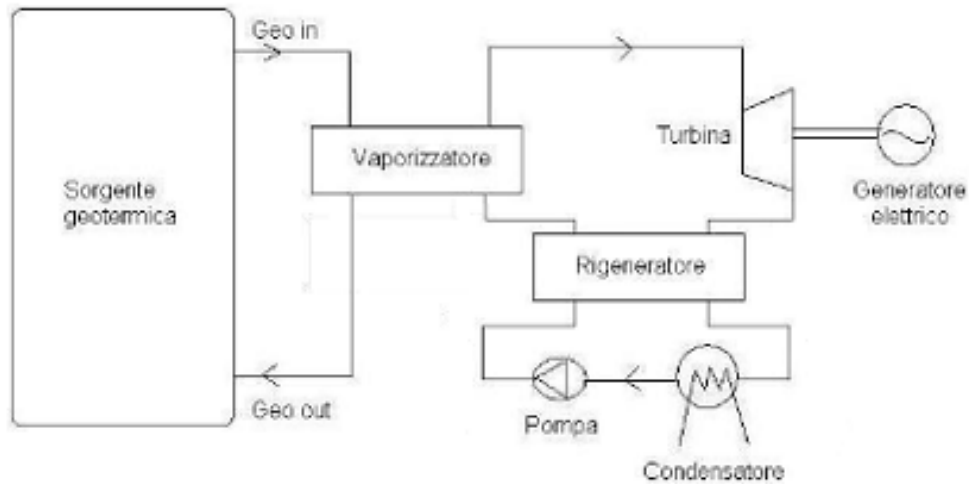 Geo in
Vaporizzatore
Turbina
Sorgente
geotermica
Generatore
elettrico
Rigeneratore
Geo out
Pompa
Condensatore